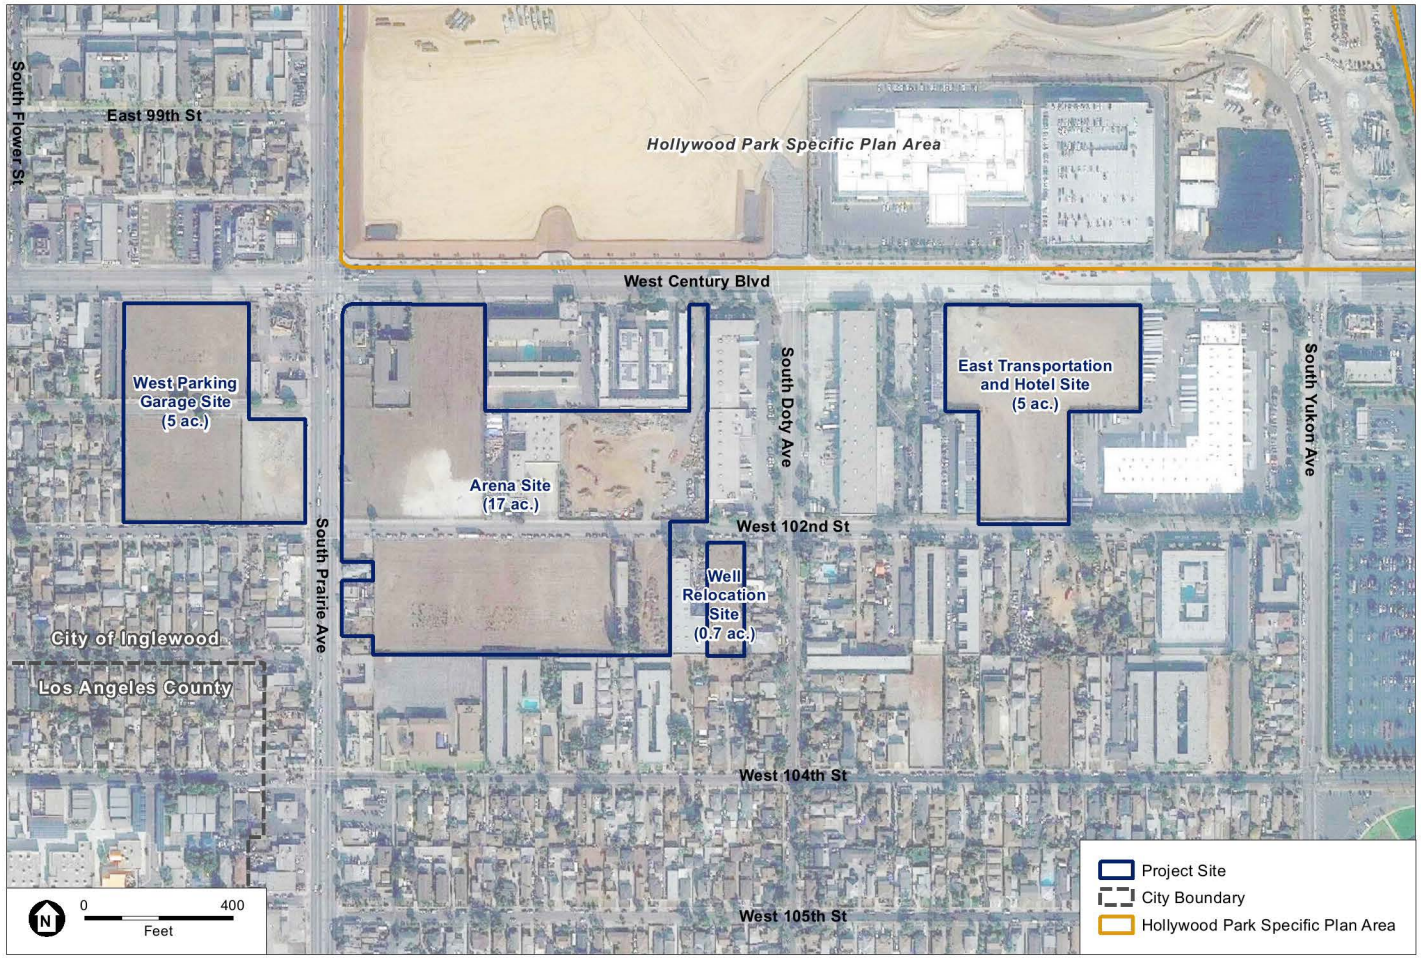 South Flower St
East 99th St
Hollywood Park Specific Plan Area
West Century Blvd
West Parking
Garage Site
(5 ac.)
Arena Site
(17 ac.)
South Doty Ave
East Transportation
and Hotel Site
(5 ac.)
South Yukon Ave
South Prairie Ave
West 102nd St
Well
Relocation
Site
(0.7 ac.)
City of Inglewood
Los Angeles County
West 104th St
West 105th St
N
0 400
Feet
Project Site
City Boundary
Hollywood Park Specific Plan Area